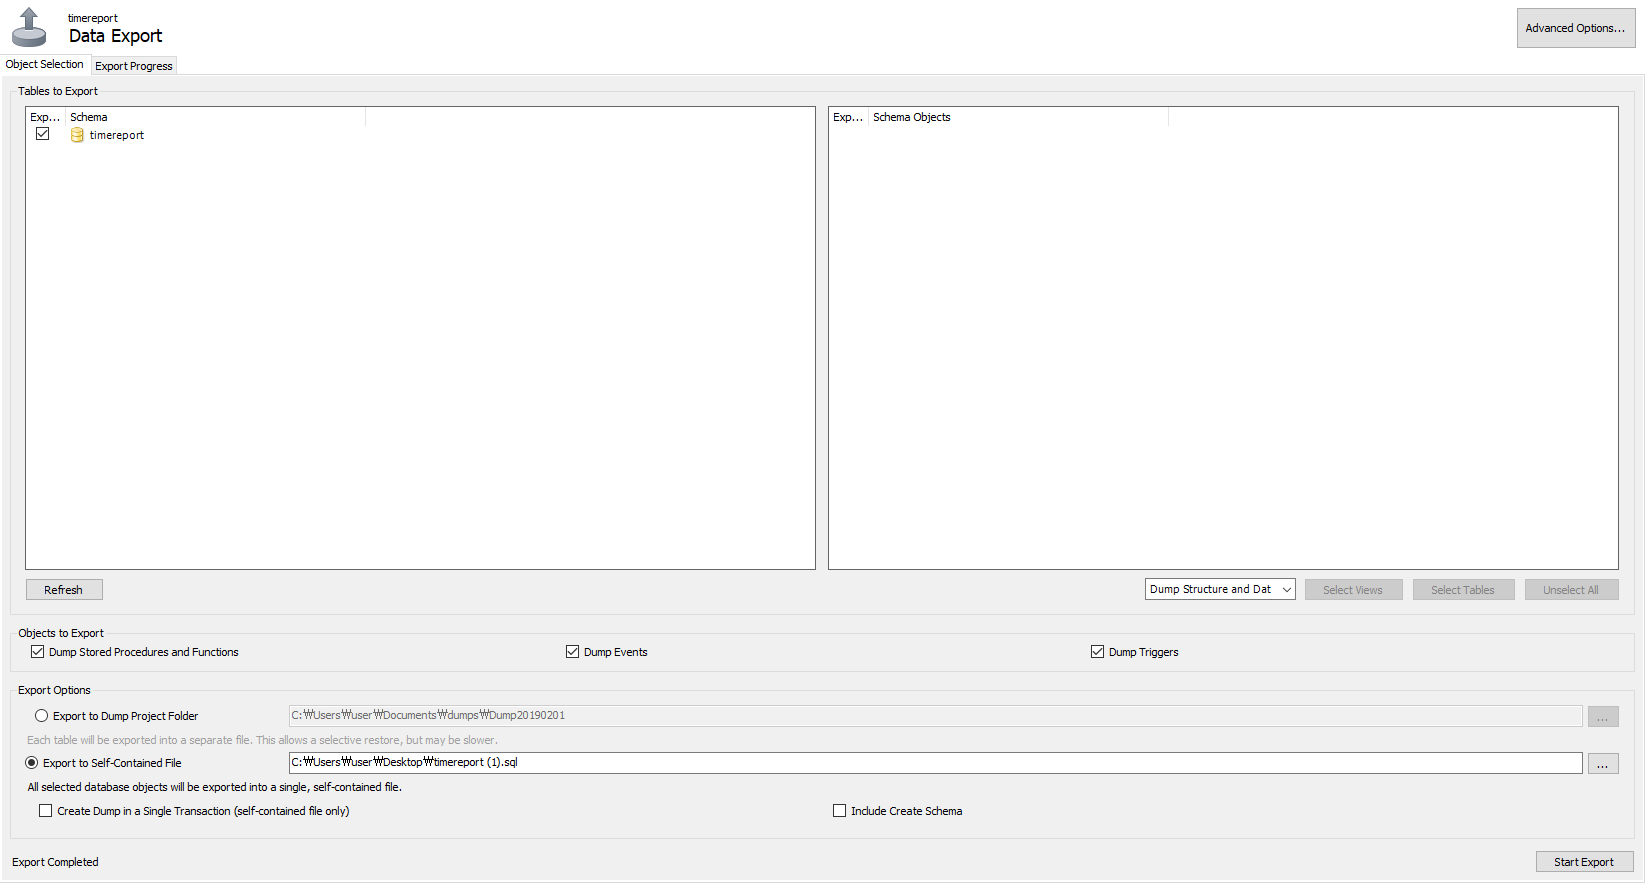 timereport
Data Export
Advanced Options...
Object Selection
Export Progress
Tables to Export
Exp... Schema
timereport
Exp... Schema Objects
Refresh
Dump Structure and Dat
Select Views
Select Tables
Unselect All
Objects to Export
Dump Stored Procedures and Functions
Dump Events
Dump Triggers
Export Options
Export to Dump Project Folder
C:₩Users₩user₩Documents₩dumps₩Dump20190201
...
Each table will be exported into a separate file. This allows a selective restore, but may be slower.
Export to Self-Contained File
C:₩Users₩user₩Desktop₩timereport (1).sql
...
All selected database objects will be exported into a single, self-contained file.
Create Dump in a Single Transaction (self-contained file only)
Include Create Schema
Export Completed
Start Export